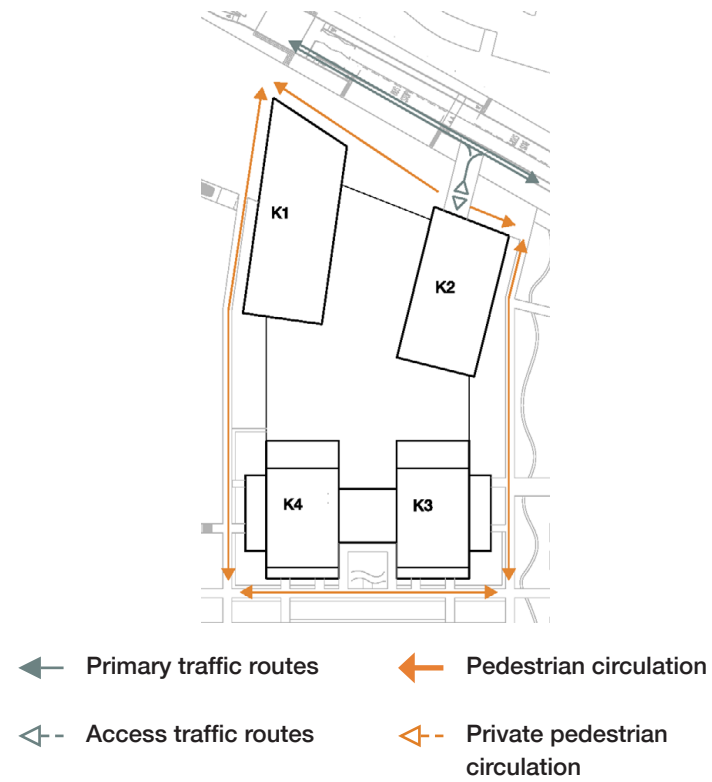 K1
K2
K4
K3
Primary traffic routes
Pedestrian circulation
Access traffic routes
Private pedestrian
circulation